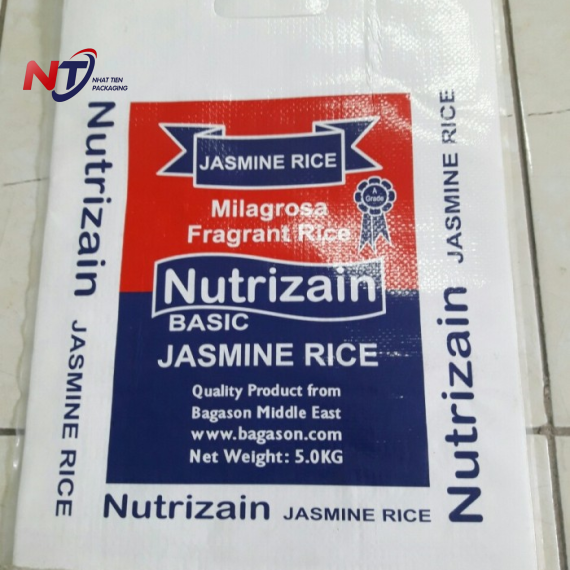 NT
NHAT TIEN
PACKAGING
JASMINE RICE
A
Grade
Milagrosa
Fragrant Rice
Nutrizain
BASIC
JASMINE RICE
Quality Product from
Bagason Middle East
www.bagason.com
Net Weight: 5.0KG
Nutrizain JASMINE RICE
Nutrizain JASMINE RICE
Nutrizain JASMINE RICE